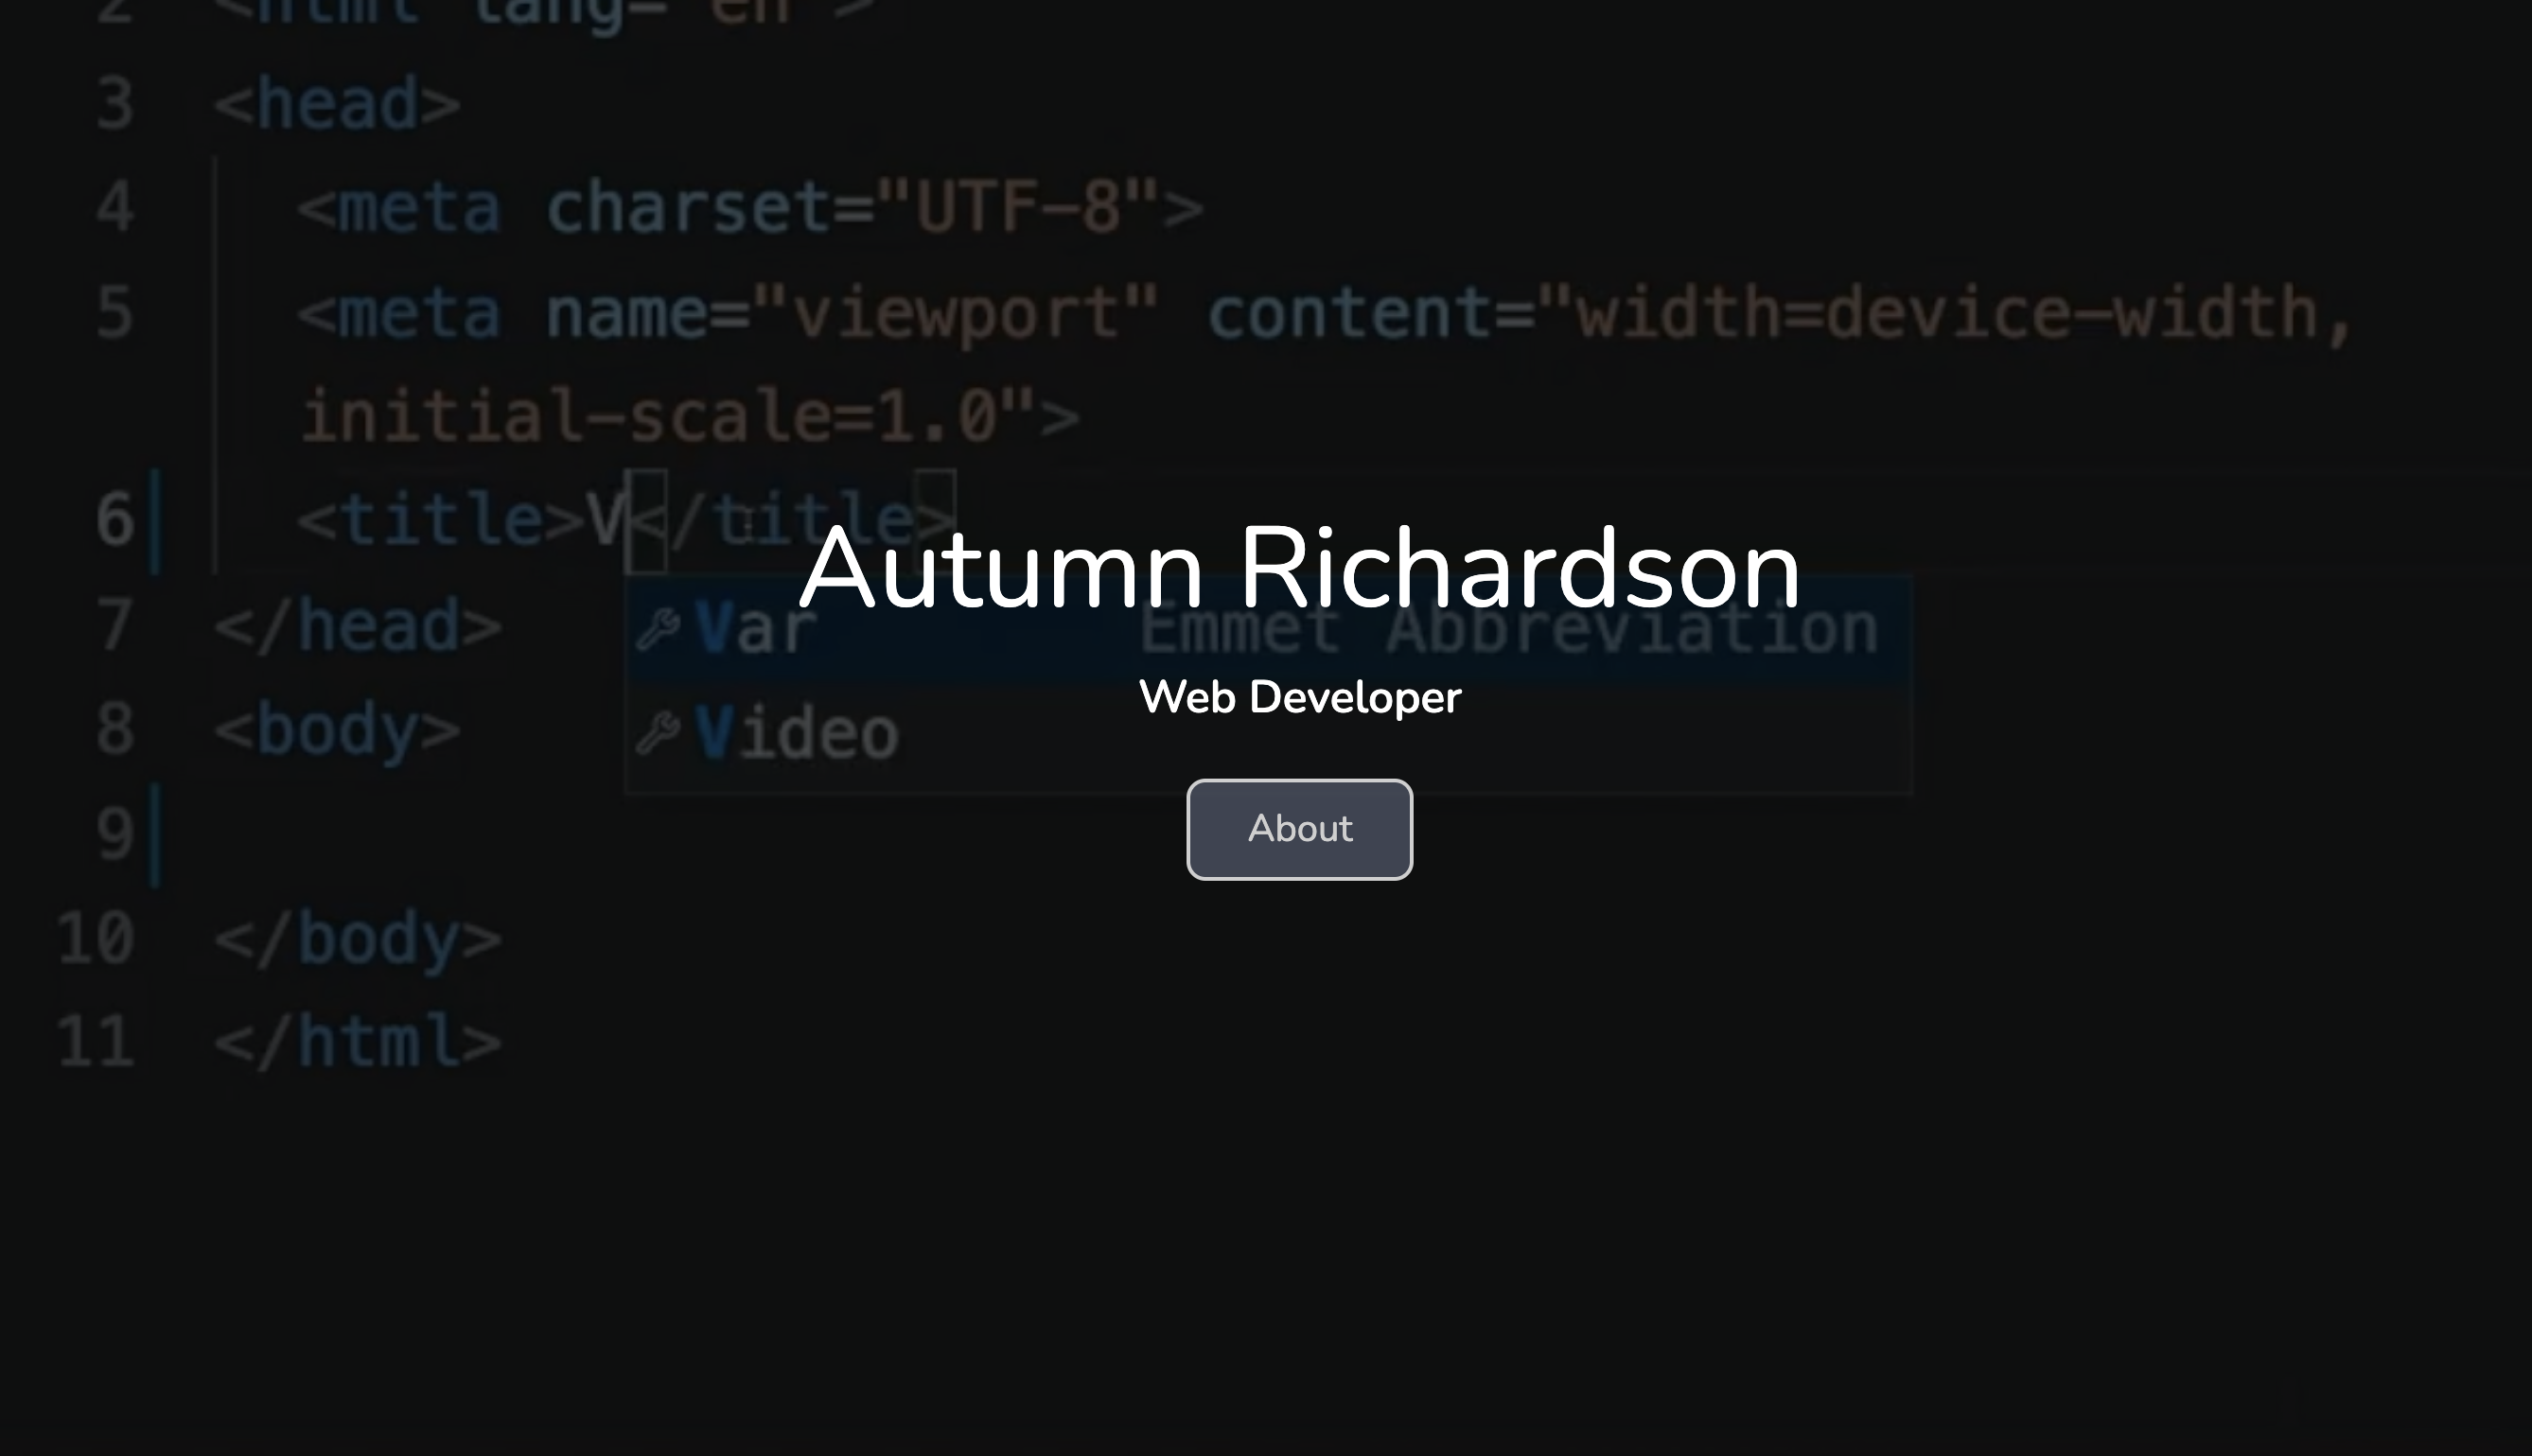 2 <html lang="en">
3 <head>
4 <meta charset="UTF-8">
5 <meta name="viewport" content="width=device-width,
initial-scale=1.0">
6 <title>V</title>
Autumn Richardson
7 </head>
Var Emmet Abbreviation
Web Developer
8 <body>
Video
About
9
10 </body>
11 </html>